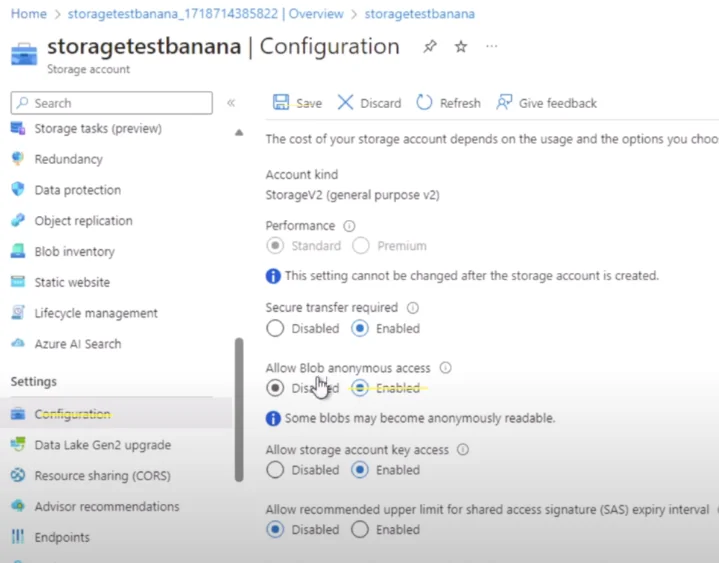 Home > storagetestbanana_1718714385822 | Overview > storagetestbanana
storagetestbanana | Configuration
Storage account
Search
Save Discard Refresh Give feedback
Storage tasks (preview)
Redundancy
Data protection
Object replication
Blob inventory
Static website
Lifecycle management
Azure AI Search
Settings
Configuration
Data Lake Gen2 upgrade
Resource sharing (CORS)
Advisor recommendations
Endpoints
The cost of your storage account depends on the usage and the options you choo
Account kind
StorageV2 (general purpose v2)
Performance
Standard Premium
This setting cannot be changed after the storage account is created.
Secure transfer required
Disabled Enabled
Allow Blob anonymous access
Disabled Enabled
Some blobs may become anonymously readable.
Allow storage account key access
Disabled Enabled
Allow recommended upper limit for shared access signature (SAS) expiry interval
Disabled Enabled